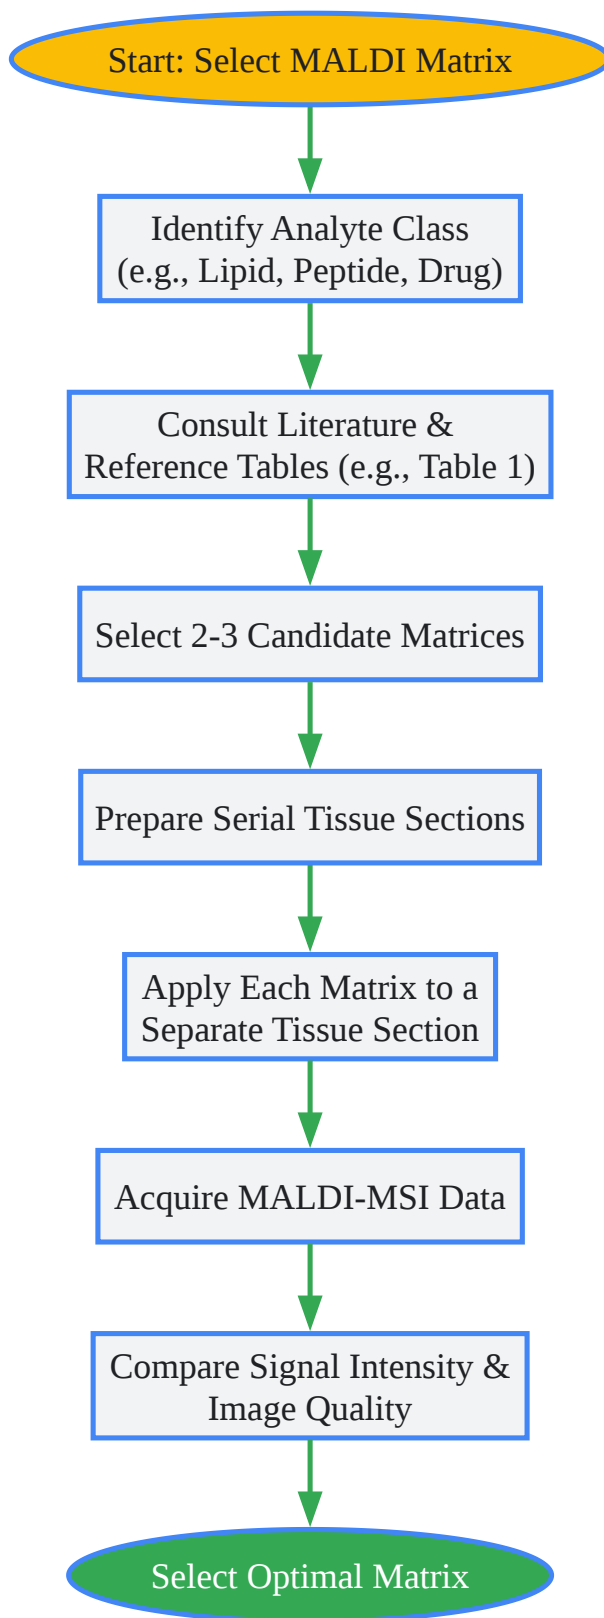 Start: Select MALDI Matrix
Identify Analyte Class
(e.g., Lipid, Peptide, Drug)
Consult Literature &
Reference Tables (e.g., Table 1)
Select 2-3 Candidate Matrices
Prepare Serial Tissue Sections
Apply Each Matrix to a
Separate Tissue Section
Acquire MALDI-MSI Data
Compare Signal Intensity &
Image Quality
Select Optimal Matrix